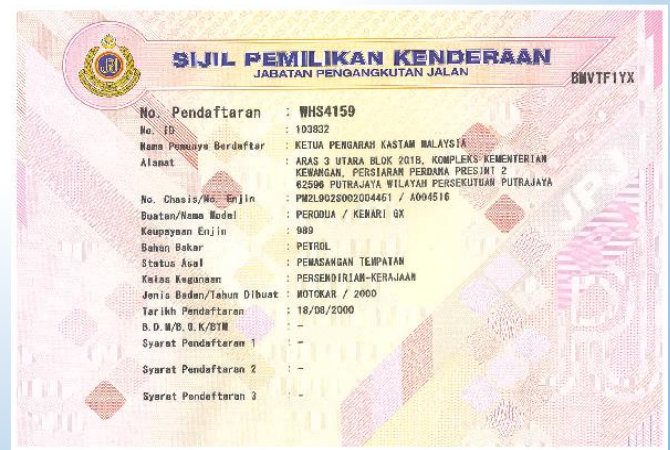 SIJIL PEMILIKAN KENDERAAN
JABATAN PENGANGKUTAN JALAN
BMVTF1YX
No. Pendaftaran : WHS4159
No. ID : 103832
Nama Pemunya Berdaftar : KETUA PENGARAH KASTAM MALAYSIA
Alamat : ARAS 3 UTARA BLOK 201B, KOMPLEKS KEMENTERIAN
KEWANGAN, PERSIARAN PERDANA PRESINT 2
62596 PUTRAJAYA WILAYAH PERSEKUTUAN PUTRAJAYA
No. Chasis/No. Enjin : PM2L902S002004461 / A004516
Buatan/Nama Model : PERODUA / KENARI GX
Keupayaan Enjin : 989
Bahan Bakar : PETROL
Status Asal : PEMASANGAN TEMPATAN
Kelas Kegunaan : PERSENDIRIAN-KERAJAAN
Jenis Badan/Tahun Dibuat : MOTOKAR / 2000
Tarikh Pendaftaran : 18/08/2000
B.D.M/B.G.K/BTM : -
Syarat Pendaftaran 1 : -
Syarat Pendaftaran 2 : -
Syarat Pendaftaran 3 : -
JPJ